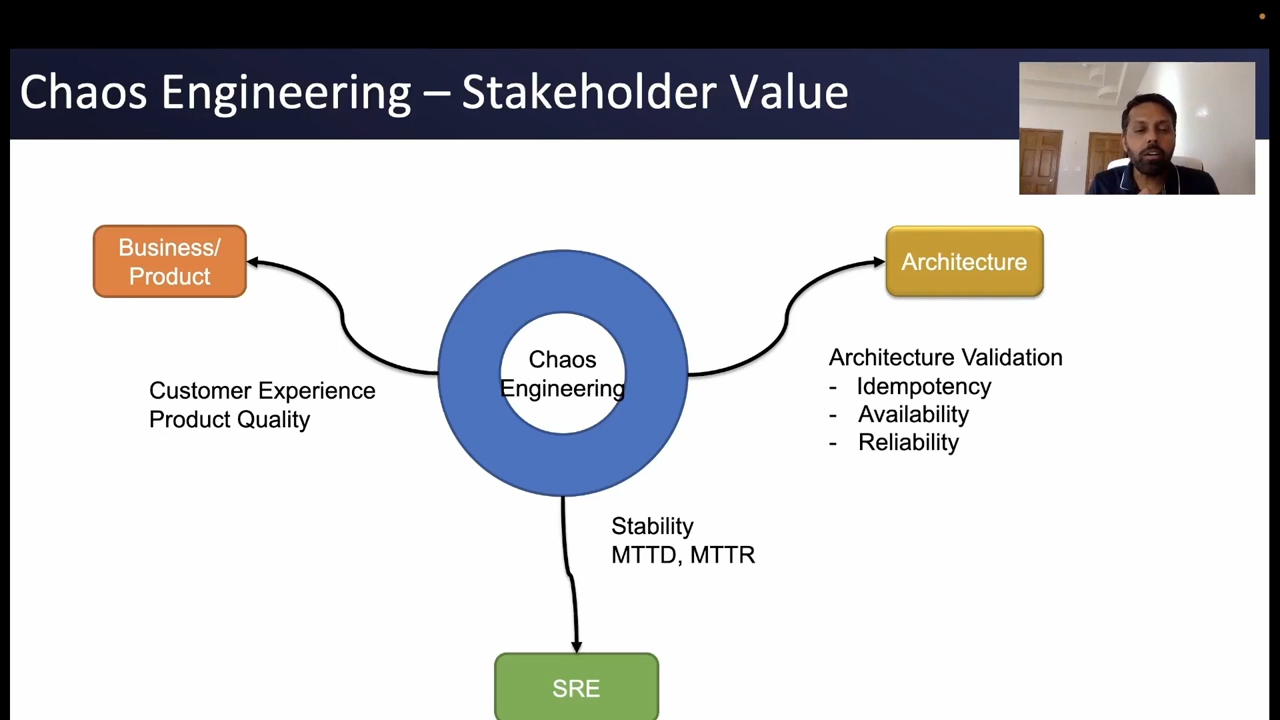 Chaos Engineering – Stakeholder Value
Business/
Product
Architecture
Chaos
Engineering
Customer Experience
Product Quality
Architecture Validation
- Idempotency
- Availability
- Reliability
Stability
MTTD, MTTR
SRE